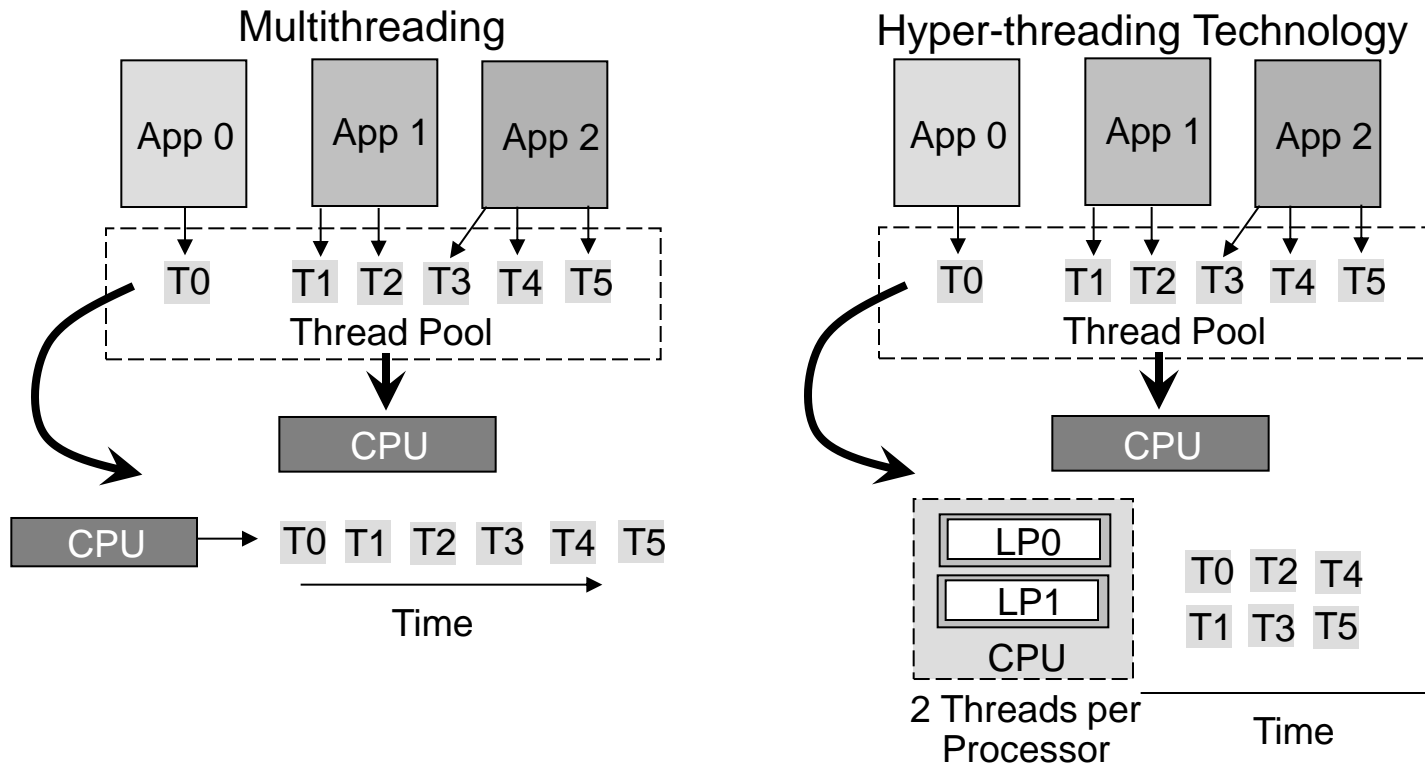 Multithreading
App 0
App 1
App 2
T0 T1 T2 T3 T4 T5
Thread Pool
CPU
CPU
T0 T1 T2 T3 T4 T5
Time
Hyper-threading Technology
App 0
App 1
App 2
T0 T1 T2 T3 T4 T5
Thread Pool
CPU
LP0
LP1
CPU
2 Threads per
Processor
T0 T2 T4
T1 T3 T5
Time